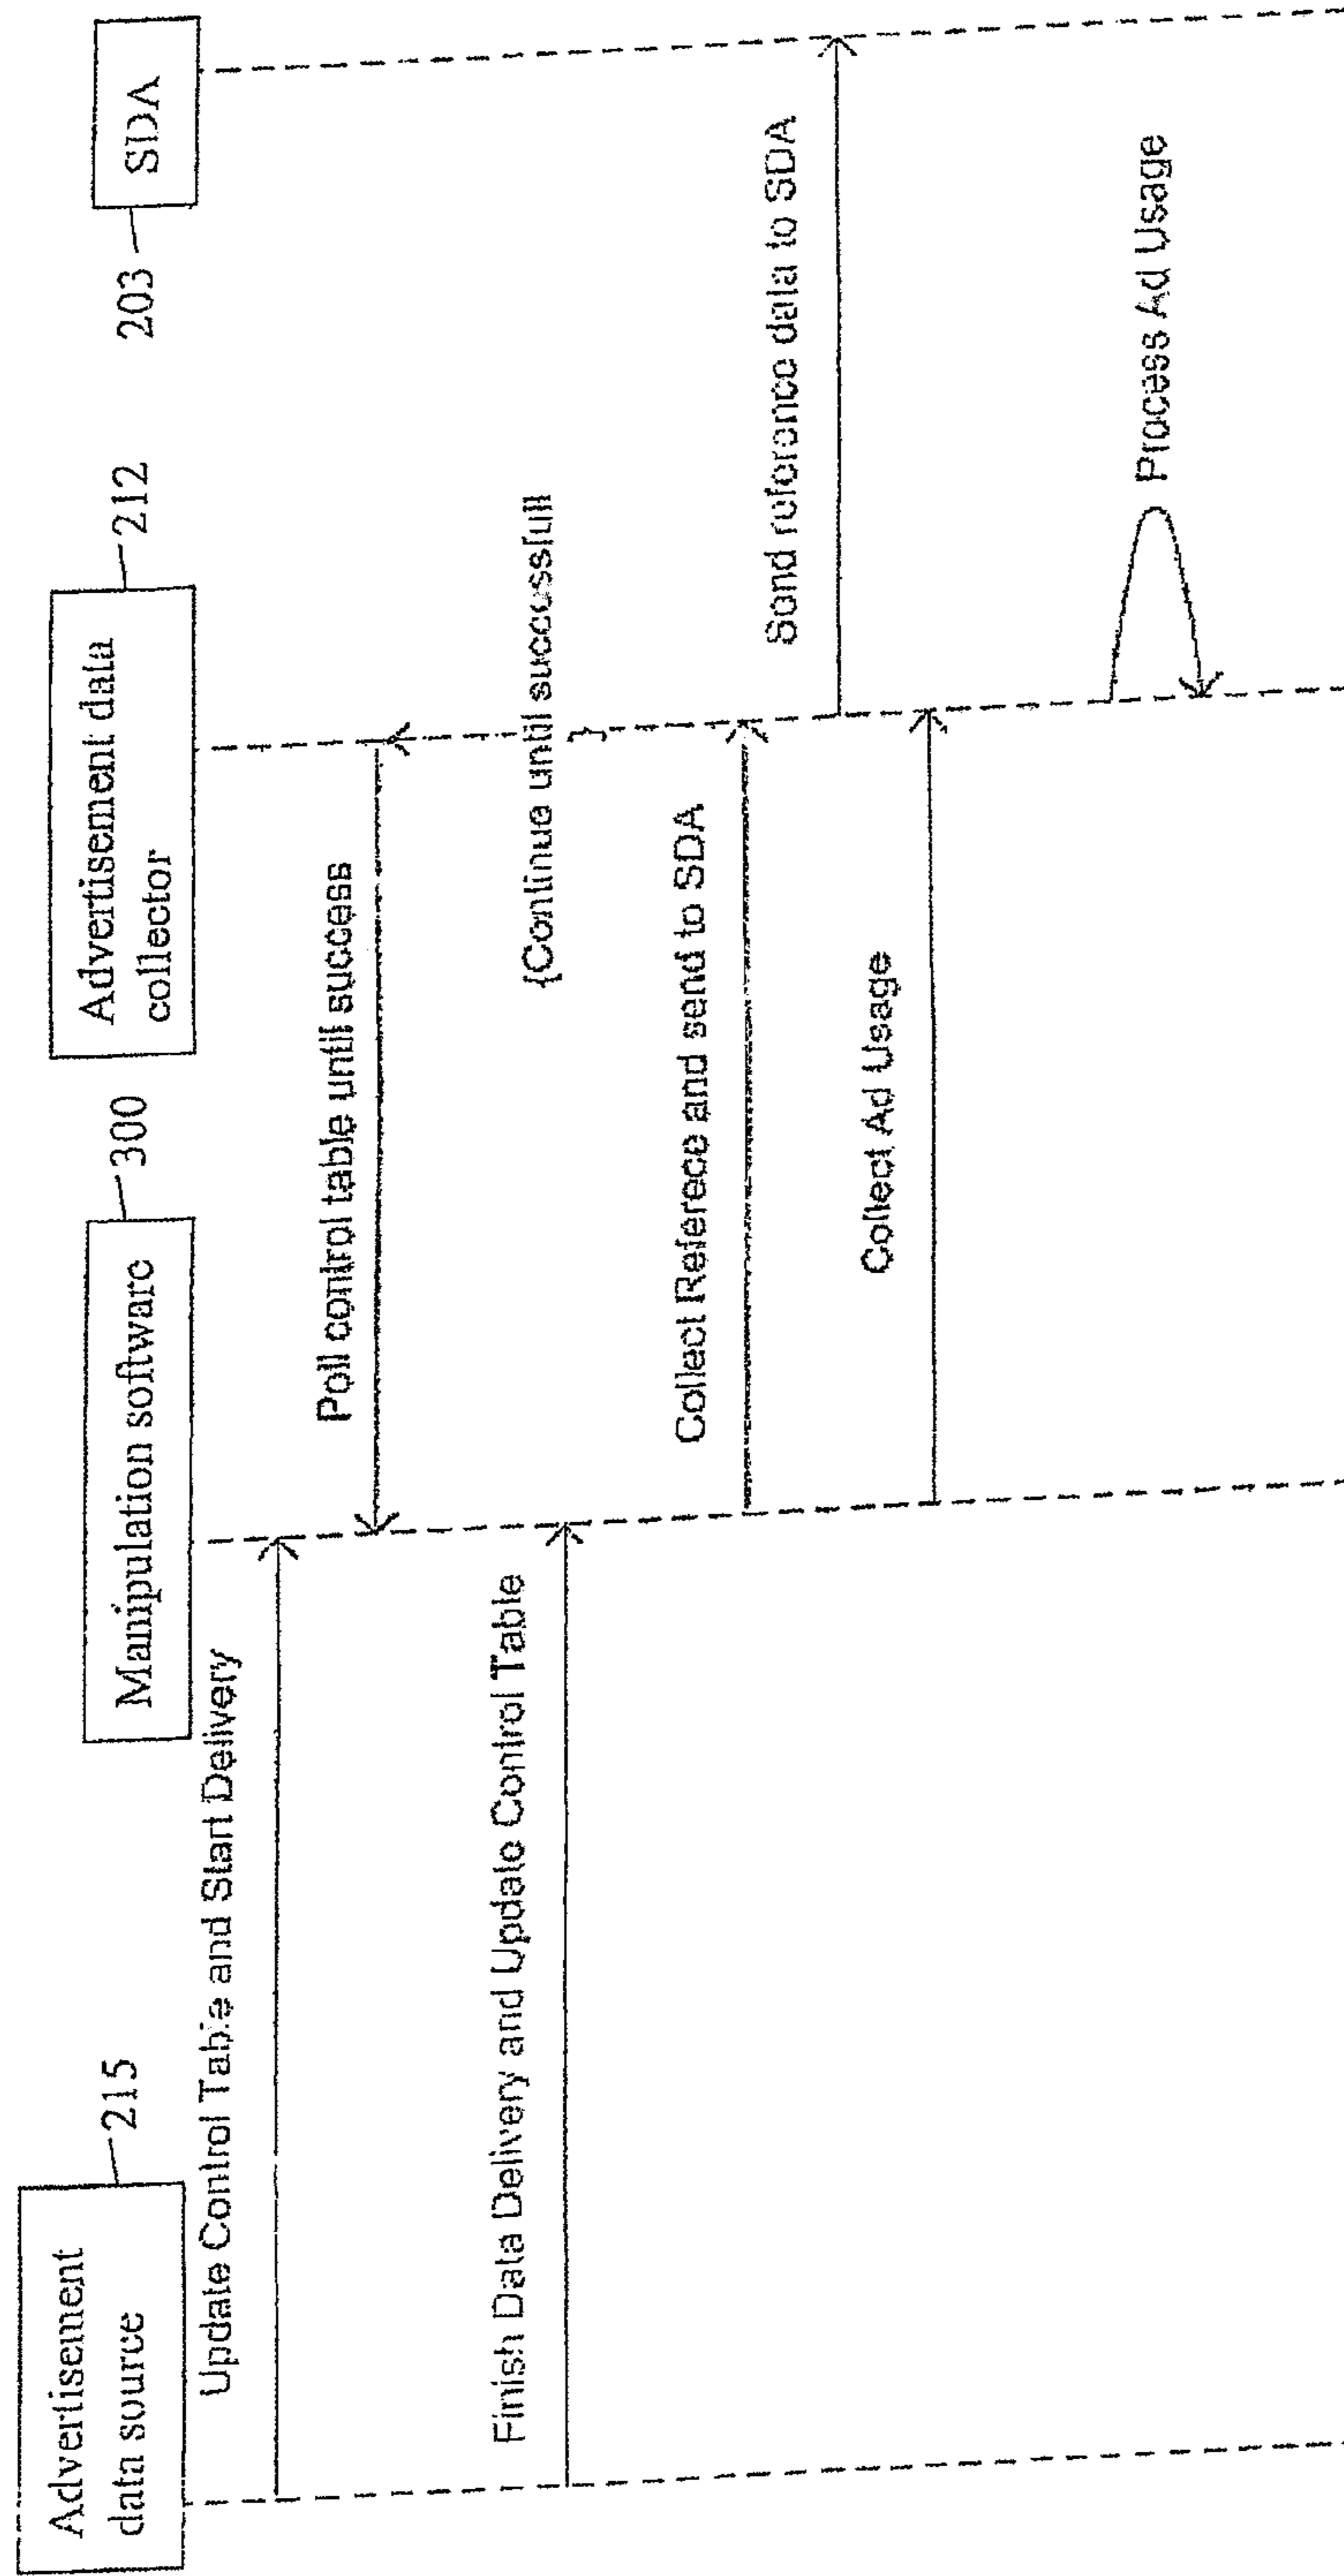 Advertisement
data source
215
Manipulation software
300
Advertisement data
collector
212
SDA
203
Update Control Table and Start Delivery
Poll control table until success
{Continue until successful}
Finish Data Delivery and Update Control Table
Collect Referece and send to SDA
Send reference data to SDA
Collect Ad Usage
Process Ad Usage